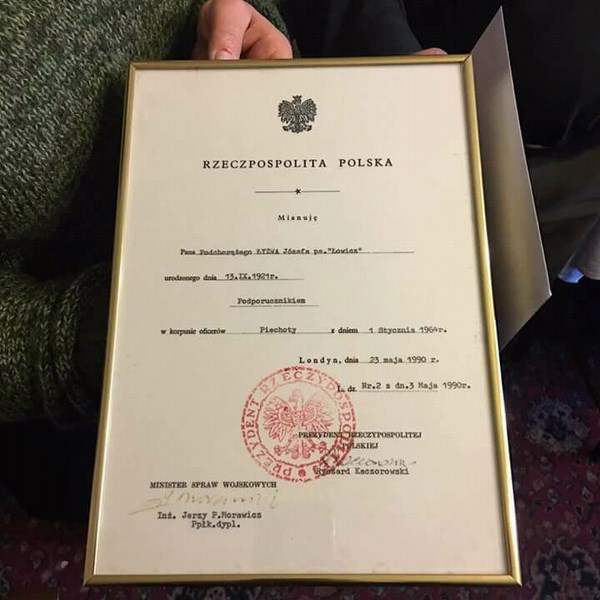 RZECZPOSPOLITA POLSKA
Mianuję
Pana Podchorążego ŁYŻWA Józefa ps."Łowicz"
urodzonego dnia 13.IX.1921r.
Podporucznikiem
w korpusie oficerów Piechoty z dniem 1 Stycznia 1964r.
Londyn, dnia 23 maja 1990 r.
L. dz. Nr.2 z dn.3 Maja 1990r.
PREZYDENT RZECZYPOSPOLITEJ
PREZYDENT RZECZYPOSPOLITEJ
POLSKIEJ
Ryszard Kaczorowski
MINISTER SPRAW WOJSKOWYCH
Inż. Jerzy P.Morawicz
Ppłk.dypl.